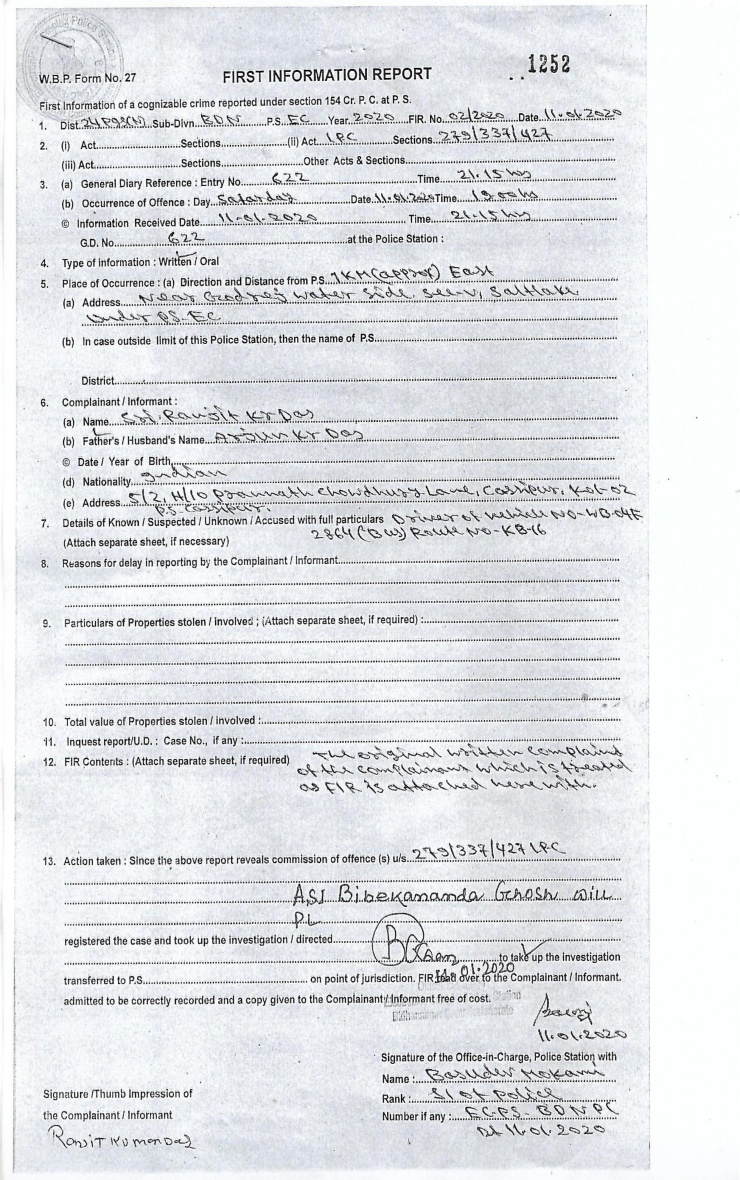 1252
W.B.P. Form No. 27 FIRST INFORMATION REPORT
First Information of a cognizable crime reported under section 154 Cr. P. C. at P. S.
1. Dist. 24 Pgs(N) Sub-Divn. BDN P.S. EC Year. 2020 FIR. No. 02/2020 Date. 11.01.2020
2. (i) Act Sections (ii) Act. IPC Sections. 279/337/427
(iii) Act Sections Other Acts & Sections
3. (a) General Diary Reference : Entry No. 622 Time 21.15 hrs
(b) Occurrence of Offence : Day Saturday Date. 11.01.2020 Time 1900 hrs
© Information Received Date 11-01-2020 Time 21.15 hrs
G.D. No. 622 at the Police Station :
4. Type of information : Written / Oral
5. Place of Occurrence : (a) Direction and Distance from P.S. 1 KM (approx) East
(a) Address Near Godrej water side, sec-v, Saltlake
Under PS. EC
(b) In case outside limit of this Police Station, then the name of P.S.
District
6. Complainant / Informant :
(a) Name Sri. Ranjit Kr Das
(b) Father's / Husband's Name Arjun Kr Das
© Date / Year of Birth
(d) Nationality Indian
(e) Address 5/2, H/10 Prannath Chowdhury Lane, Cossipur, Kol-02
P.S. Cossipur.
7. Details of Known / Suspected / Unknown / Accused with full particulars Driver of vehicle No-WB-04F
(Attach separate sheet, if necessary) 2864 (Bus) Route No-KB-16
8. Reasons for delay in reporting by the Complainant / Informant
9. Particulars of Properties stolen / involved ; (Attach separate sheet, if required) :
10. Total value of Properties stolen / involved :
11. Inquest report/U.D. : Case No., if any :
12. FIR Contents : (Attach separate sheet, if required) The original written complaint
of the complainant which is treated
as FIR is attached here with.
13. Action taken : Since the above report reveals commission of offence (s) u/s. 279/337/427 IPC
ASI Bibekananda Ghosh will
registered the case and took up the investigation / directed
to take up the investigation
transferred to P.S. on point of jurisdiction. FIR read over to the Complainant / Informant.
admitted to be correctly recorded and a copy given to the Complainant / Informant free of cost.
11.01.2020
Signature of the Office-in-Charge, Police Station with
Name : Basudev Mokami
Rank : SI of Police
Number if any : EC-PS- BDNPC
Dt 11.01.2020
Signature /Thumb Impression of
the Complainant / Informant
Ranjit Kumar Das